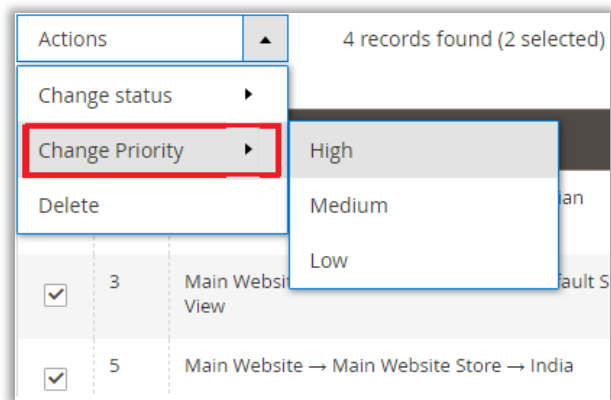 Actions
4 records found (2 selected)
Change status
Change Priority
High
Delete
Medium
Low
3
Main
View
5
Main Website → Main Website Store → India